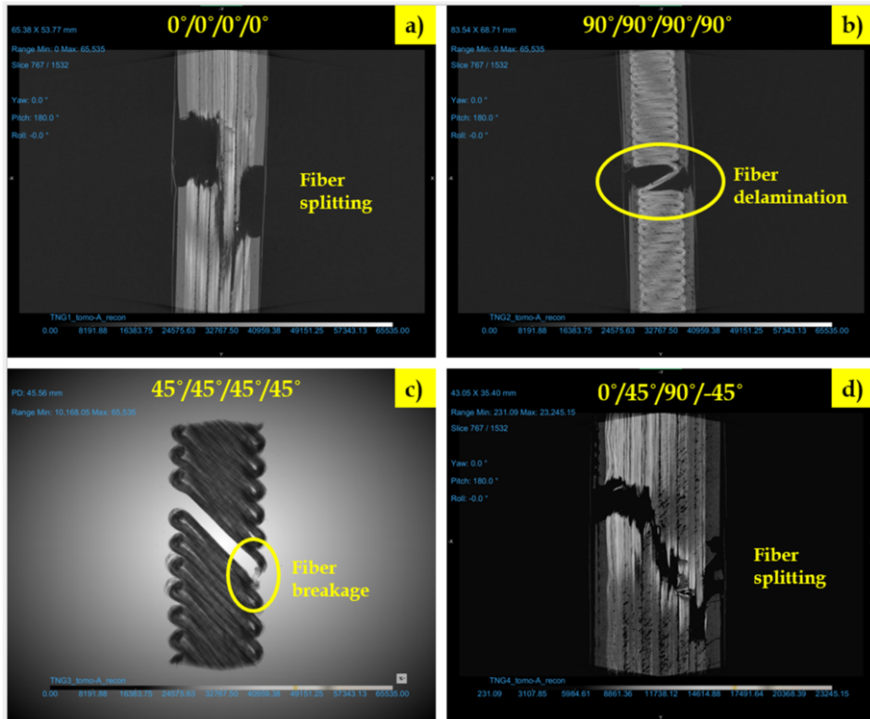 0°/0°/0°/0°
a)
65.38 X 53.77 mm
Range Min: 0 Max: 65,535
Slice 767 / 1532
Yaw: 0.0 °
Pitch: 180.0 °
Roll: -0.0 °
Fiber
splitting
TNG1_tomo-A_recon
0.00 8191.88 16383.75 24575.63 32767.50 40959.38 49151.25 57343.13 65535.00
90°/90°/90°/90°
b)
83.54 X 68.71 mm
Range Min: 0 Max: 65,535
Slice 767 / 1532
Yaw: 0.0 °
Pitch: 180.0 °
Roll: -0.0 °
Fiber
delamination
TNG2_tomo-A_recon
0.00 8191.88 16383.75 24575.63 32767.50 40959.38 49151.25 57343.13 65535.00
45°/45°/45°/45°
c)
PD: 45.56 mm
Range Min: 10,168.05 Max: 65,535
Fiber
breakage
TNG3_tomo-A_recon
0.00 8191.88 16383.75 24575.63 32767.50 40959.38 49151.25 57343.13 65535.00
0/45°/90°/-45°
d)
43.05 X 35.40 mm
Range Min: 231.09 Max: 23,245.15
Slice 767 / 1532
Yaw: 0.0 °
Pitch: 180.0 °
Roll: -0.0 °
Fiber
splitting
TNG4_tomo-A_recon
231.09 3107.85 5984.61 8861.36 11738.12 14614.88 17491.64 20368.39 23245.15